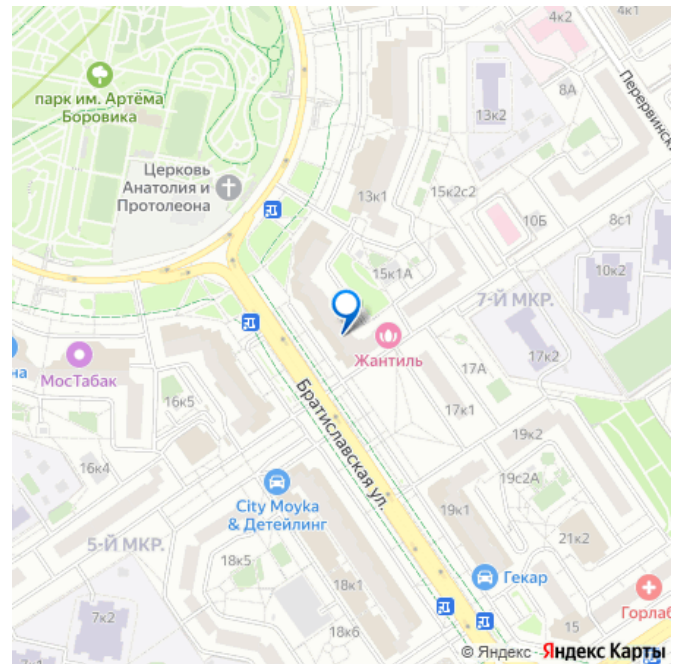 4к2
4к1
8А
Перервинск
парк им. Артёма
Боровика
13к2
Церковь
Анатолия и
Протолеона
13к1
15к2с2
10Б
8с1
15к1А
10к2
7-Й МКР.
Жантиль
17А
17к2
на
МосТабак
16к5
17к1
Братиславская ул.
19к2
16к4
19с2А
City Moyka
& Детейлинг
19к1
21к2
5-Й МКР.
18к5
Гекар
18к1
7к2
Горлаб
15
18к6
© Яндекс Яндекс Карты